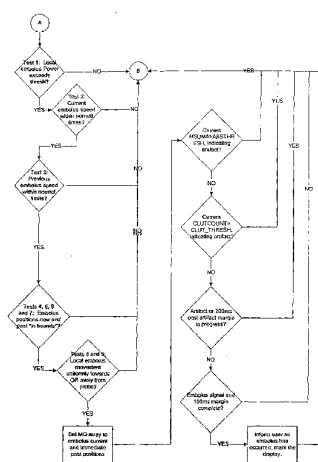 A
Test 1: Local
embolus Power
exceeds
thresh?
NO
B
YES
YES
Test 2:
Current
embolus speed
within normal
limits?
NO
YES
YES
Current
indicating artifact?
Test 3:
Previous
embolus speed
within normal
limits?
NO
NO
NO
YES
NO
Current
CLUTCOUNT>
CLUT_THRESH,
indicating artifact?
YES
NO
Tests 4, 5, 6
and 7: Embolus
positions now and
past "in bounds"?
Artifact or 200ms
post artifact margin
in progress?
YES
Tests 8 and 9:
Local embolus
movement
uniformly towards
OR away from
probe?
NO
YES
Embolus signal and
100ms margin
complete?
NO
YES
Set MO array to
embolus current
and immediate
past positions
Inform user an
embolus has
occurred, mark the
display.